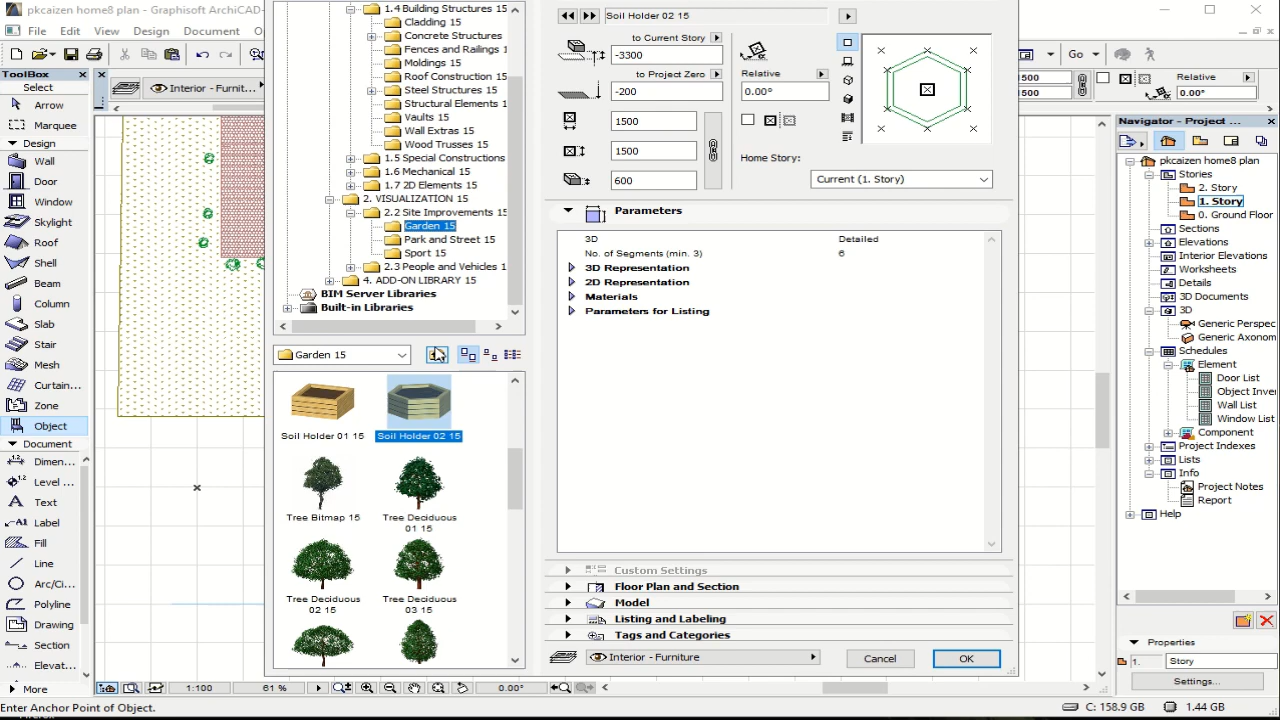 pkcaizen home8 plan - Graphisoft ArchiCAD-
File
Edit
View
Design
Document
Go
ToolBox
Select
Arrow
Marquee
Design
Wall
Door
Window
Skylight
Roof
Shell
Beam
Column
Slab
Stair
Mesh
Curtain...
Zone
Object
Document
Dimen...
Level ...
Text
Label
Fill
Line
Arc/Ci...
Polyline
Drawing
Section
Elevat...
More
Interior - Furnit...
1.4 Building Structures 15
Cladding 15
Concrete Structures
Fences and Railings 1
Moldings 15
Roof Construction 15
Steel Structures 15
Structural Elements 1
Vaults 15
Wall Extras 15
Wood Trusses 15
1.5 Special Constructions
1.6 Mechanical 15
1.7 2D Elements 15
2. VISUALIZATION 15
2.2 Site Improvements 15
Garden 15
Park and Street 15
Sport 15
2.3 People and Vehicles 1
4. ADD-ON LIBRARY 15
BIM Server Libraries
Built-in Libraries
Garden 15
Soil Holder 01 15
Soil Holder 02 15
Tree Bitmap 15
Tree Deciduous
01 15
Tree Deciduous
02 15
Tree Deciduous
03 15
Soil Holder 02 15
to Current Story
-3300
to Project Zero
-200
1500
1500
600
Relative
0.00°
Home Story:
Current (1. Story)
Parameters
3D Detailed
No. of Segments (min. 3) 6
3D Representation
2D Representation
Materials
Parameters for Listing
Custom Settings
Floor Plan and Section
Model
Listing and Labeling
Tags and Categories
Interior - Furniture
Cancel
OK
1500
1500
Relative
0.00°
Navigator - Project ...
pkcaizen home8 plan
Stories
2. Story
1. Story
0. Ground Floor
Sections
Elevations
Interior Elevations
Worksheets
Details
3D Documents
3D
Generic Perspec
Generic Axonom
Schedules
Element
Door List
Object Inver
Wall List
Window List
Component
Project Indexes
Lists
Info
Project Notes
Report
Help
Properties
1.
Story
Settings...
1:100
61 %
0.00°
Enter Anchor Point of Object.
C: 158.9 GB
1.44 GB